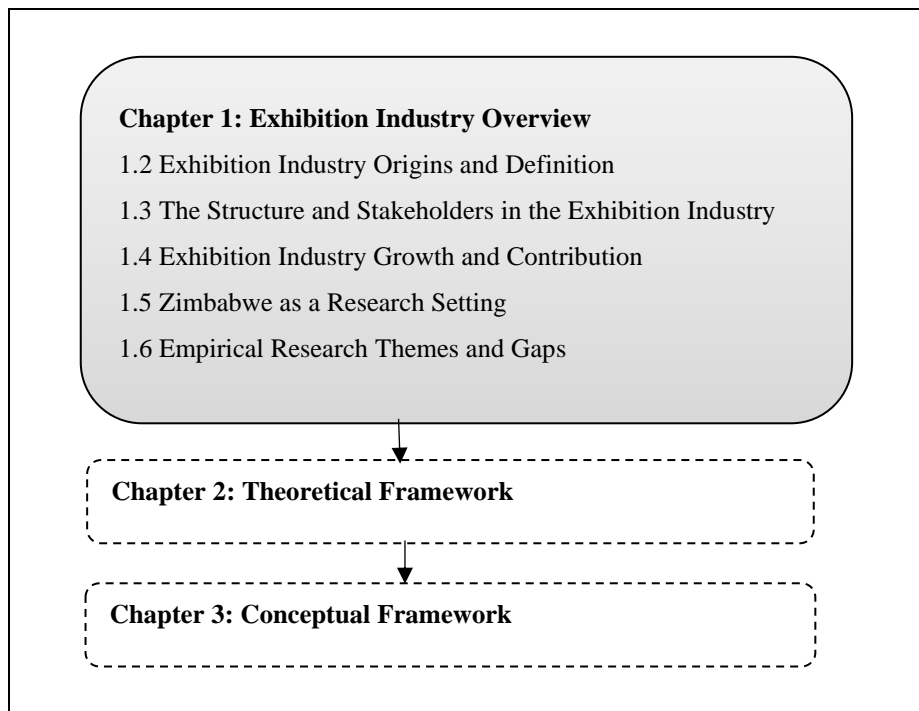 Chapter 1: Exhibition Industry Overview
1.2 Exhibition Industry Origins and Definition
1.3 The Structure and Stakeholders in the Exhibition Industry
1.4 Exhibition Industry Growth and Contribution
1.5 Zimbabwe as a Research Setting
1.6 Empirical Research Themes and Gaps
Chapter 2: Theoretical Framework
Chapter 3: Conceptual Framework